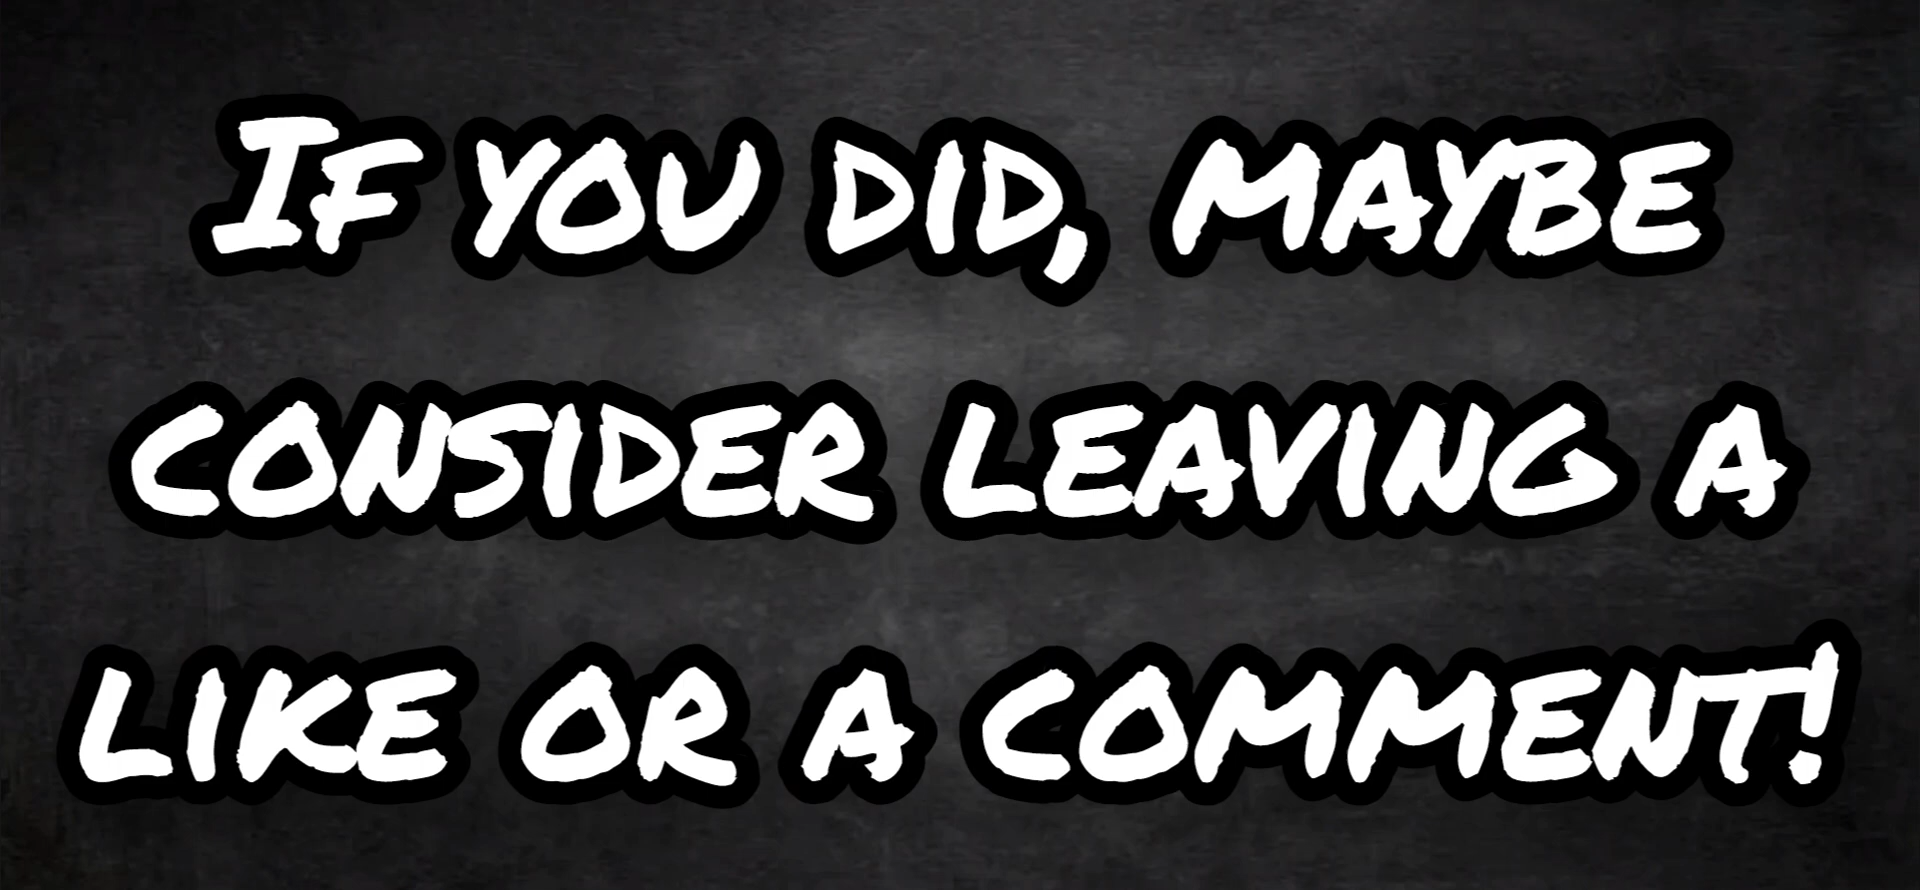 If you did, maybe
consider leaving a
like or a comment!